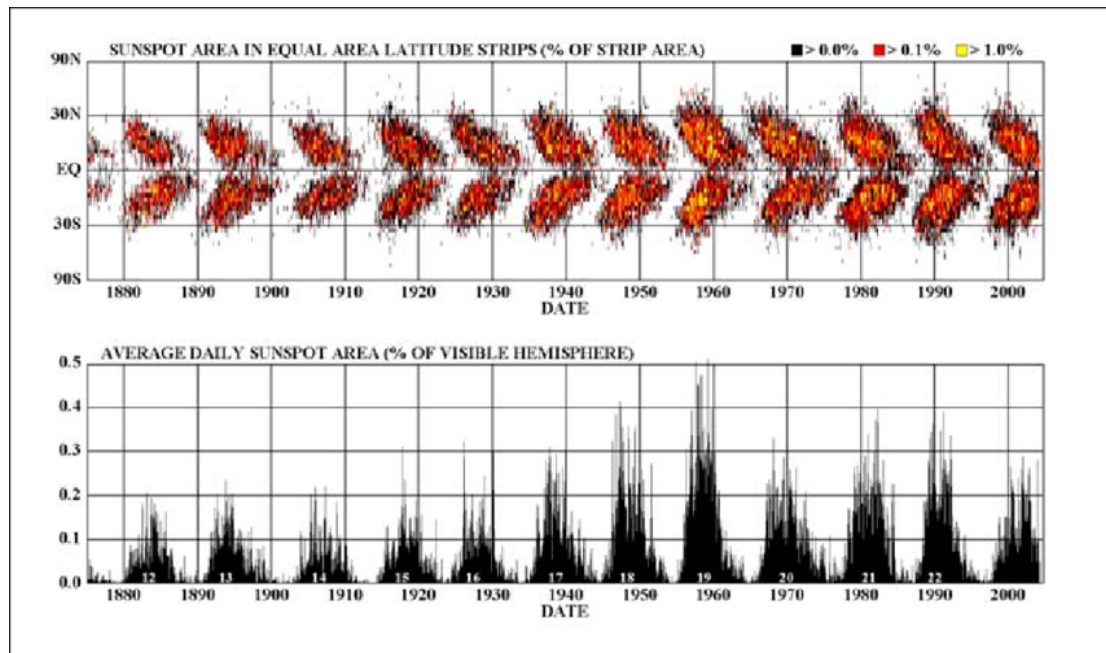 SUNSPOT AREA IN EQUAL AREA LATITUDE STRIPS (% OF STRIP AREA) > 0.0% > 0.1% > 1.0%
90N
30N
EQ
30S
90S
1880 1890 1900 1910 1920 1930 1940 1950 1960 1970 1980 1990 2000
DATE
AVERAGE DAILY SUNSPOT AREA (% OF VISIBLE HEMISPHERE)
0.5
0.4
0.3
0.2
0.1
0.0 12 13 14 15 16 17 18 19 20 21 22
1880 1890 1900 1910 1920 1930 1940 1950 1960 1970 1980 1990 2000
DATE